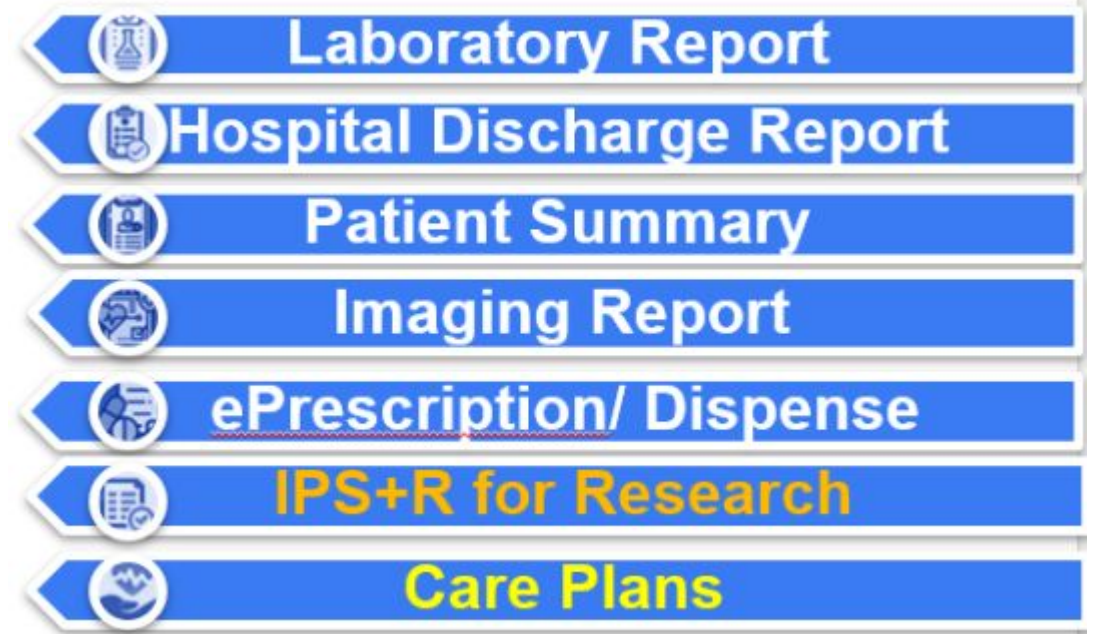 Laboratory Report
Hospital Discharge Report
Patient Summary
Imaging Report
ePrescription/ Dispense
IPS+R for Research
Care Plans